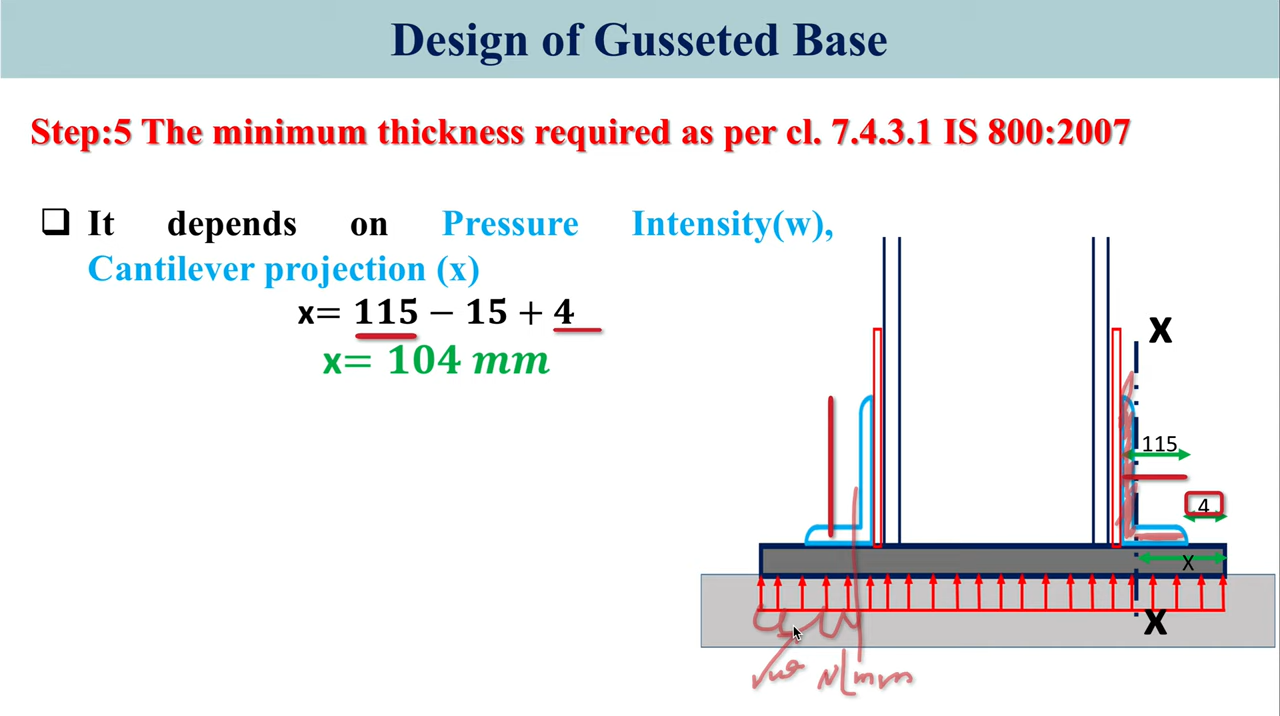 Design of Gusseted Base
Step:5 The minimum thickness required as per cl. 7.4.3.1 IS 800:2007
❑ It depends on Pressure Intensity(w),
Cantilever projection (x)
x= 115 − 15 + 4
x= 104 mm
X
115
4
X
X
N/mm